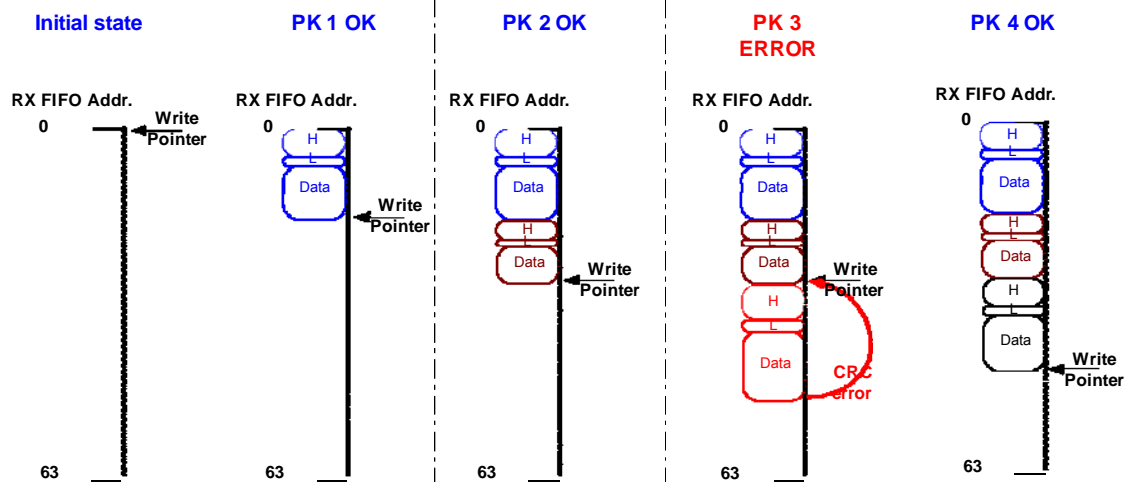 Initial state
RX FIFO Addr.
0
Write
Pointer
63
PK 1 OK
RX FIFO Addr.
0
H
L
Data
Write
Pointer
63
PK 2 OK
RX FIFO Addr.
0
H
L
Data
H
L
Data
Write
Pointer
63
PK 3
ERROR
RX FIFO Addr.
0
H
L
Data
H
L
Data
Write
Pointer
H
L
Data
CRC
error
63
PK 4 OK
RX FIFO Addr.
0
H
L
Data
H
L
Data
H
L
Data
Write
Pointer
63